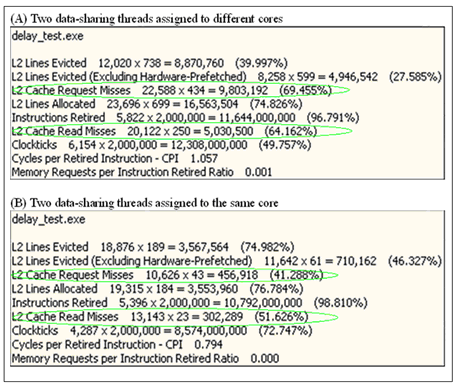 (A) Two data-sharing threads assigned to different cores
delay_test.exe
L2 Lines Evicted 12,020 x 738 = 8,870,760 (39.997%)
L2 Lines Evicted (Excluding Hardware-Prefetched) 8,258 x 599 = 4,946,542 (27.585%)
L2 Cache Request Misses 22,588 x 434 = 9,803,192 (69.455%)
L2 Lines Allocated 23,696 x 699 = 16,563,504 (74.826%)
Instructions Retired 5,822 x 2,000,000 = 11,644,000,000 (96.791%)
L2 Cache Read Misses 20,122 x 250 = 5,030,500 (64.162%)
Clockticks 6,154 x 2,000,000 = 12,308,000,000 (49.757%)
Cycles per Retired Instruction - CPI 1.057
Memory Requests per Instruction Retired Ratio 0.001
(B) Two data-sharing threads assigned to the same core
delay_test.exe
L2 Lines Evicted 18,876 x 189 = 3,567,564 (74.982%)
L2 Lines Evicted (Excluding Hardware-Prefetched) 11,642 x 61 = 710,162 (46.327%)
L2 Cache Request Misses 10,626 x 43 = 456,918 (41.288%)
L2 Lines Allocated 19,315 x 184 = 3,553,960 (76.784%)
Instructions Retired 5,396 x 2,000,000 = 10,792,000,000 (98.810%)
L2 Cache Read Misses 13,143 x 23 = 302,289 (51.626%)
Clockticks 4,287 x 2,000,000 = 8,574,000,000 (72.747%)
Cycles per Retired Instruction - CPI 0.794
Memory Requests per Instruction Retired Ratio 0.000